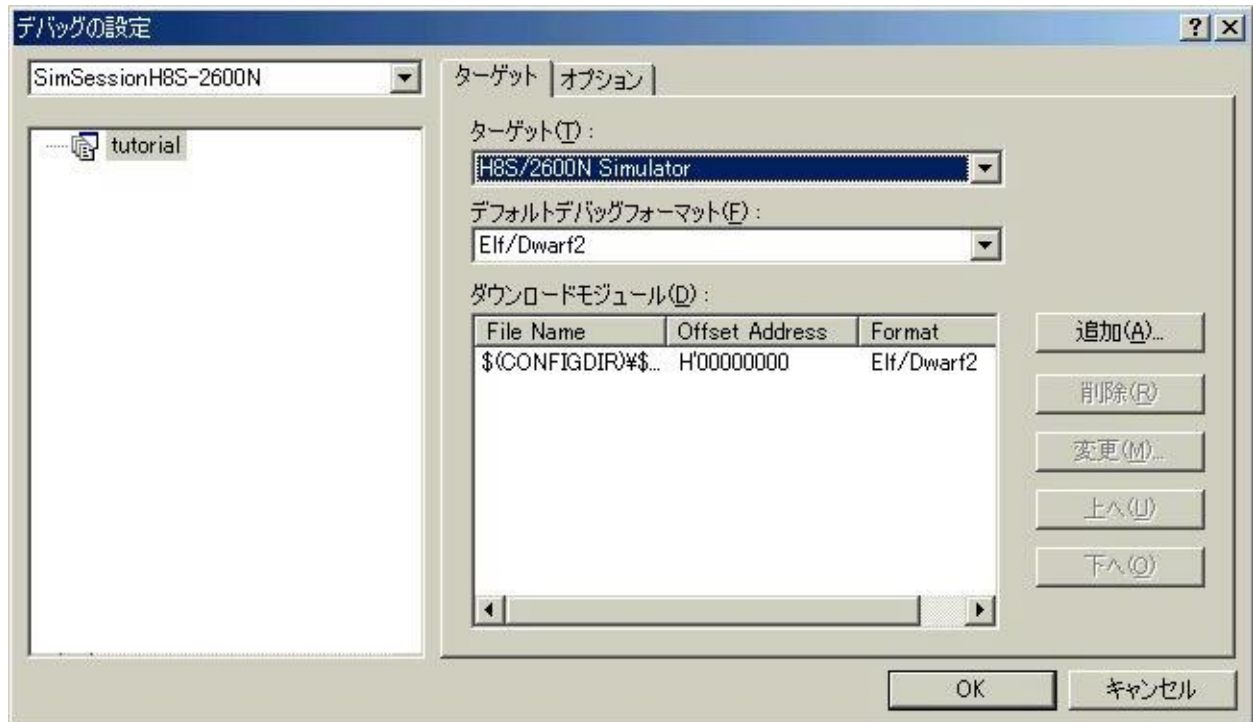 デバッグの設定
SimSessionH8S-2600N
tutorial
ターゲット
オプション
ターゲット(T):
H8S/2600N Simulator
デフォルトデバッグフォーマット(F):
Elf/Dwarf2
ダウンロードモジュール(D):
File Name Offset Address Format
$(CONFIGDIR)¥$... H'00000000 Elf/Dwarf2
追加(A)...
削除(R)
変更(M)...
上へ(U)
下へ(O)
OK
キャンセル